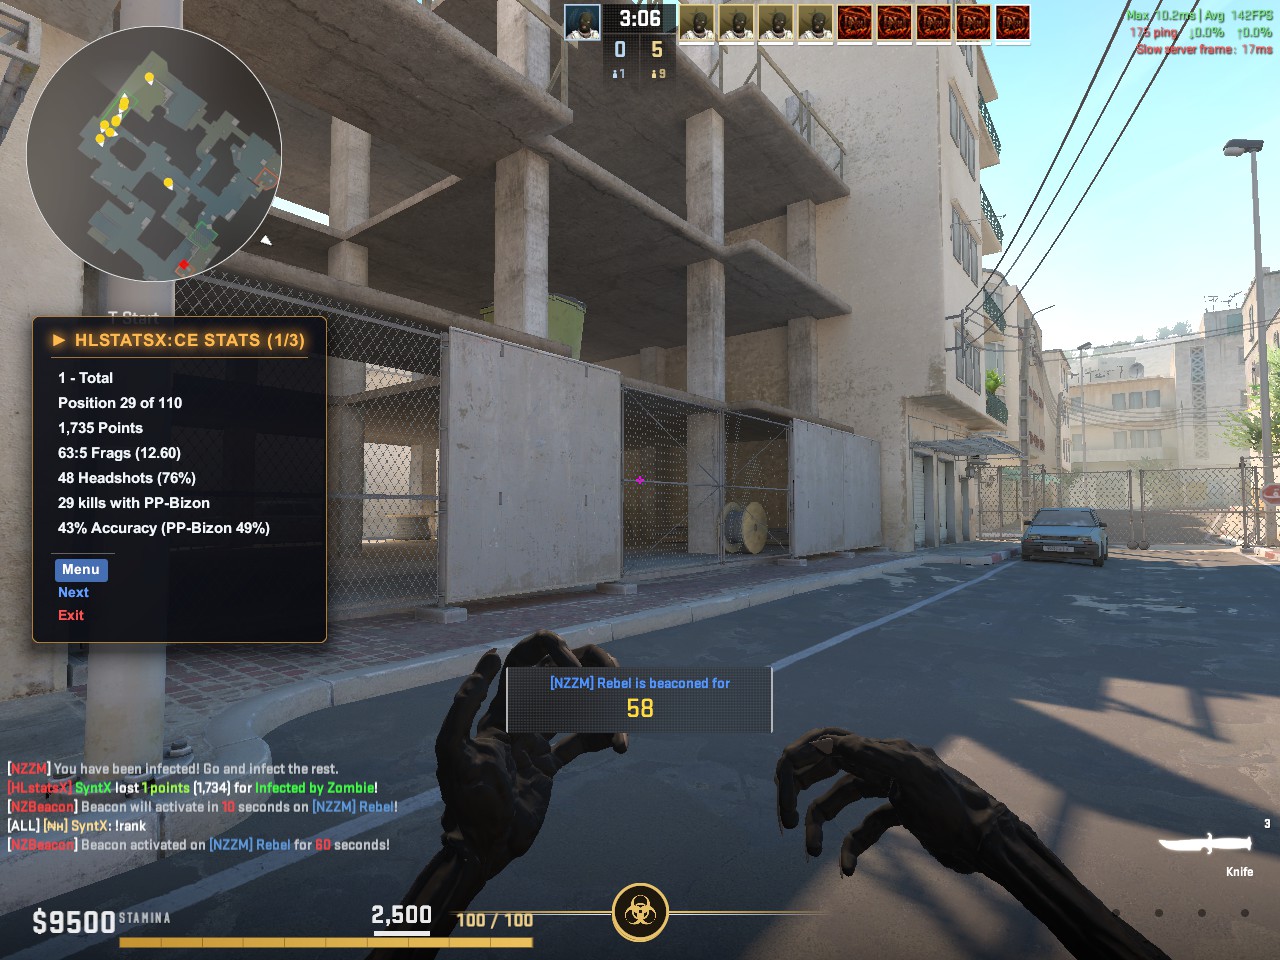 3:06
0 5
1 9
Max 10.2ms | Avg 142FPS
175 ping ↓0.0% ↑0.0%
Slow server frame: 17ms
T Start
▶ HLSTATSX:CE STATS (1/3)
1 - Total
Position 29 of 110
1,735 Points
63:5 Frags (12.60)
48 Headshots (76%)
29 kills with PP-Bizon
43% Accuracy (PP-Bizon 49%)
Menu
Next
Exit
[NZZM] Rebel is beaconed for
58
[NZZM] You have been infected! Go and infect the rest.
[HLstatsX] SyntX lost 1 points (1,734) for Infected by Zombie!
[NZBeacon] Beacon will activate in 10 seconds on [NZZM] Rebel!
[ALL] [NH] SyntX: !rank
[NZBeacon] Beacon activated on [NZZM] Rebel for 60 seconds!
3
Knife
$9500 STAMINA 2,500 100 / 100